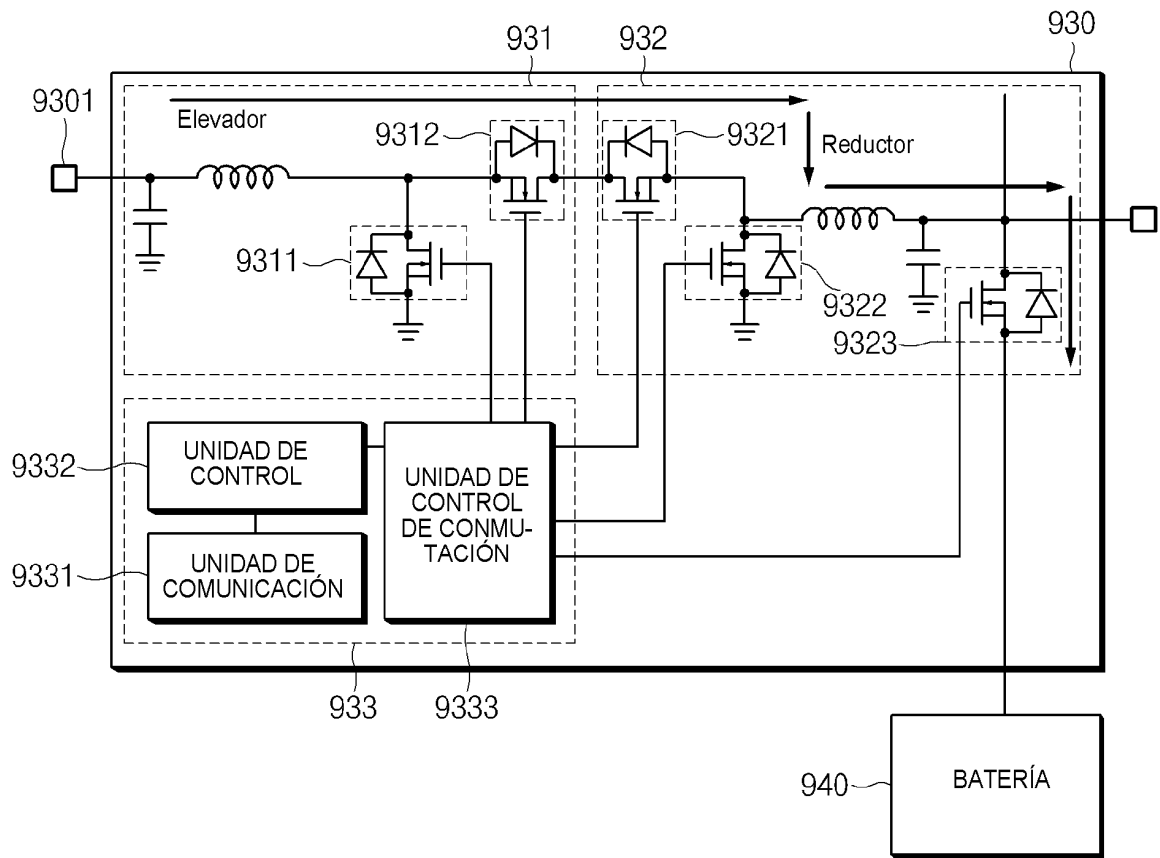 931
932
930
9301
Elevador
9312
9321
Reductor
9311
9322
9323
9332
UNIDAD DE
CONTROL
UNIDAD DE
CONTROL
DE CONMU-
TACIÓN
9331
UNIDAD DE
COMUNICACIÓN
933
9333
940
BATERÍA